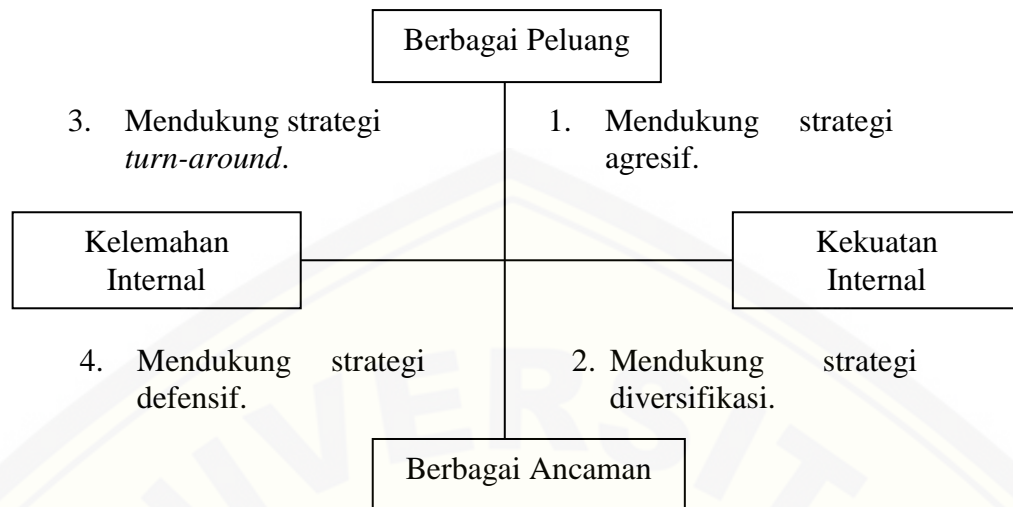 Berbagai Peluang
3. Mendukung strategi
turn-around.
1. Mendukung strategi
agresif.
Kelemahan
Internal
Kekuatan
Internal
4. Mendukung strategi
defensif.
2. Mendukung strategi
diversifikasi.
Berbagai Ancaman